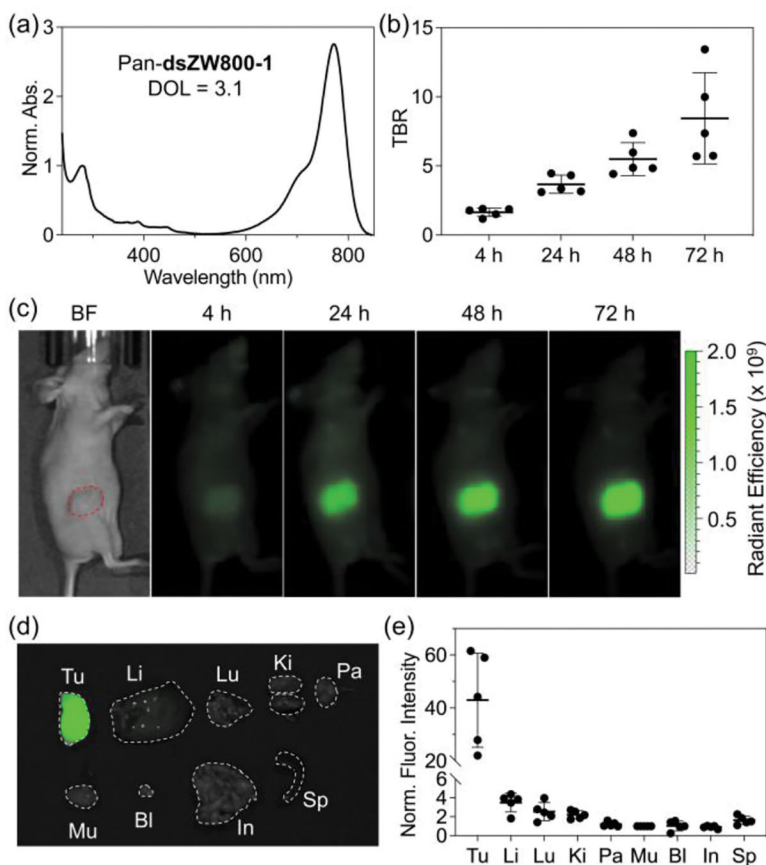 (a)
Pan-dsZW800-1
DOL = 3.1
Norm. Abs.
3
2
1
0
400
600
800
Wavelength (nm)
(b)
TBR
15
10
5
0
4 h
24 h
48 h
72 h
(c)
BF
4 h
24 h
48 h
72 h
2.0
1.5
1.0
0.5
Radiant Efficiency (x 10⁹)
(d)
Tu
Li
Lu
Ki
Pa
Mu
Bl
In
Sp
(e)
Norm. Fluor. Intensity
60
40
20
6
4
2
0
Tu Li Lu Ki Pa Mu Bl In Sp